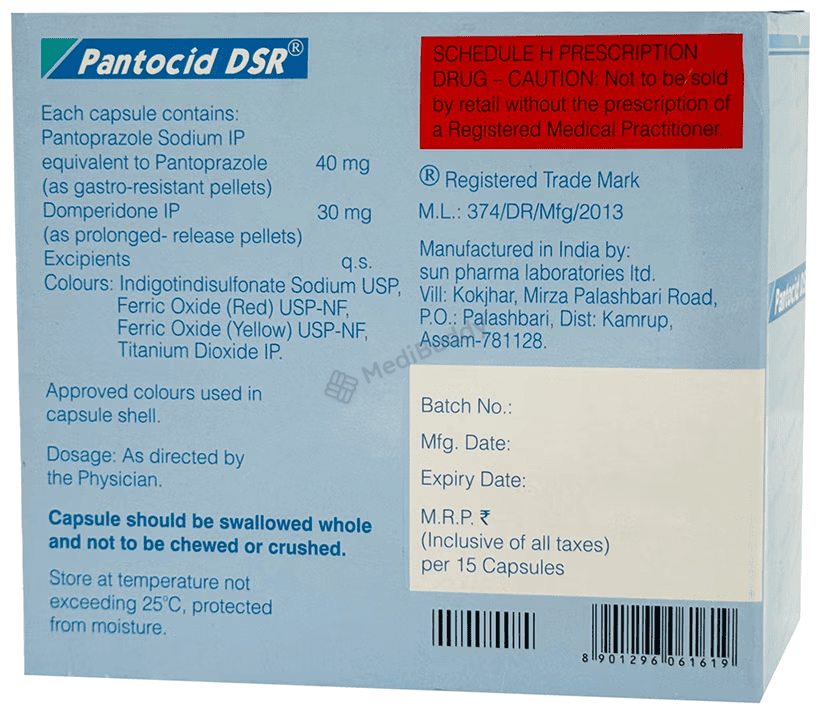 Pantocid DSR®
Each capsule contains:
Pantoprazole Sodium IP
equivalent to Pantoprazole 40 mg
(as gastro-resistant pellets)
Domperidone IP 30 mg
(as prolonged- release pellets)
Excipients q.s.
Colours: Indigotindisulfonate Sodium USP,
Ferric Oxide (Red) USP-NF,
Ferric Oxide (Yellow) USP-NF,
Titanium Dioxide IP.
Approved colours used in
capsule shell.
Dosage: As directed by
the Physician.
Capsule should be swallowed whole
and not to be chewed or crushed.
Store at temperature not
exceeding 25°C, protected
from moisture.
SCHEDULE H PRESCRIPTION
DRUG – CAUTION: Not to be sold
by retail without the prescription of
a Registered Medical Practitioner.
® Registered Trade Mark
M.L.: 374/DR/Mfg/2013
Manufactured in India by:
sun pharma laboratories ltd.
Vill: Kokjhar, Mirza Palashbari Road,
P.O.: Palashbari, Dist: Kamrup,
Assam-781128.
Batch No.:
Mfg. Date:
Expiry Date:
M.R.P. ₹
(Inclusive of all taxes)
per 15 Capsules
8 901296 061619
Pantocid DS
MediBuddy